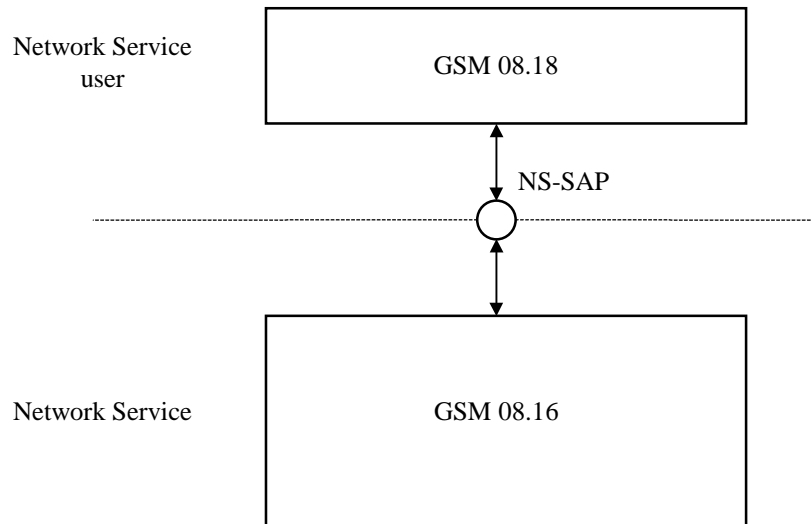 Network Service
user
GSM 08.18
NS-SAP
Network Service
GSM 08.16